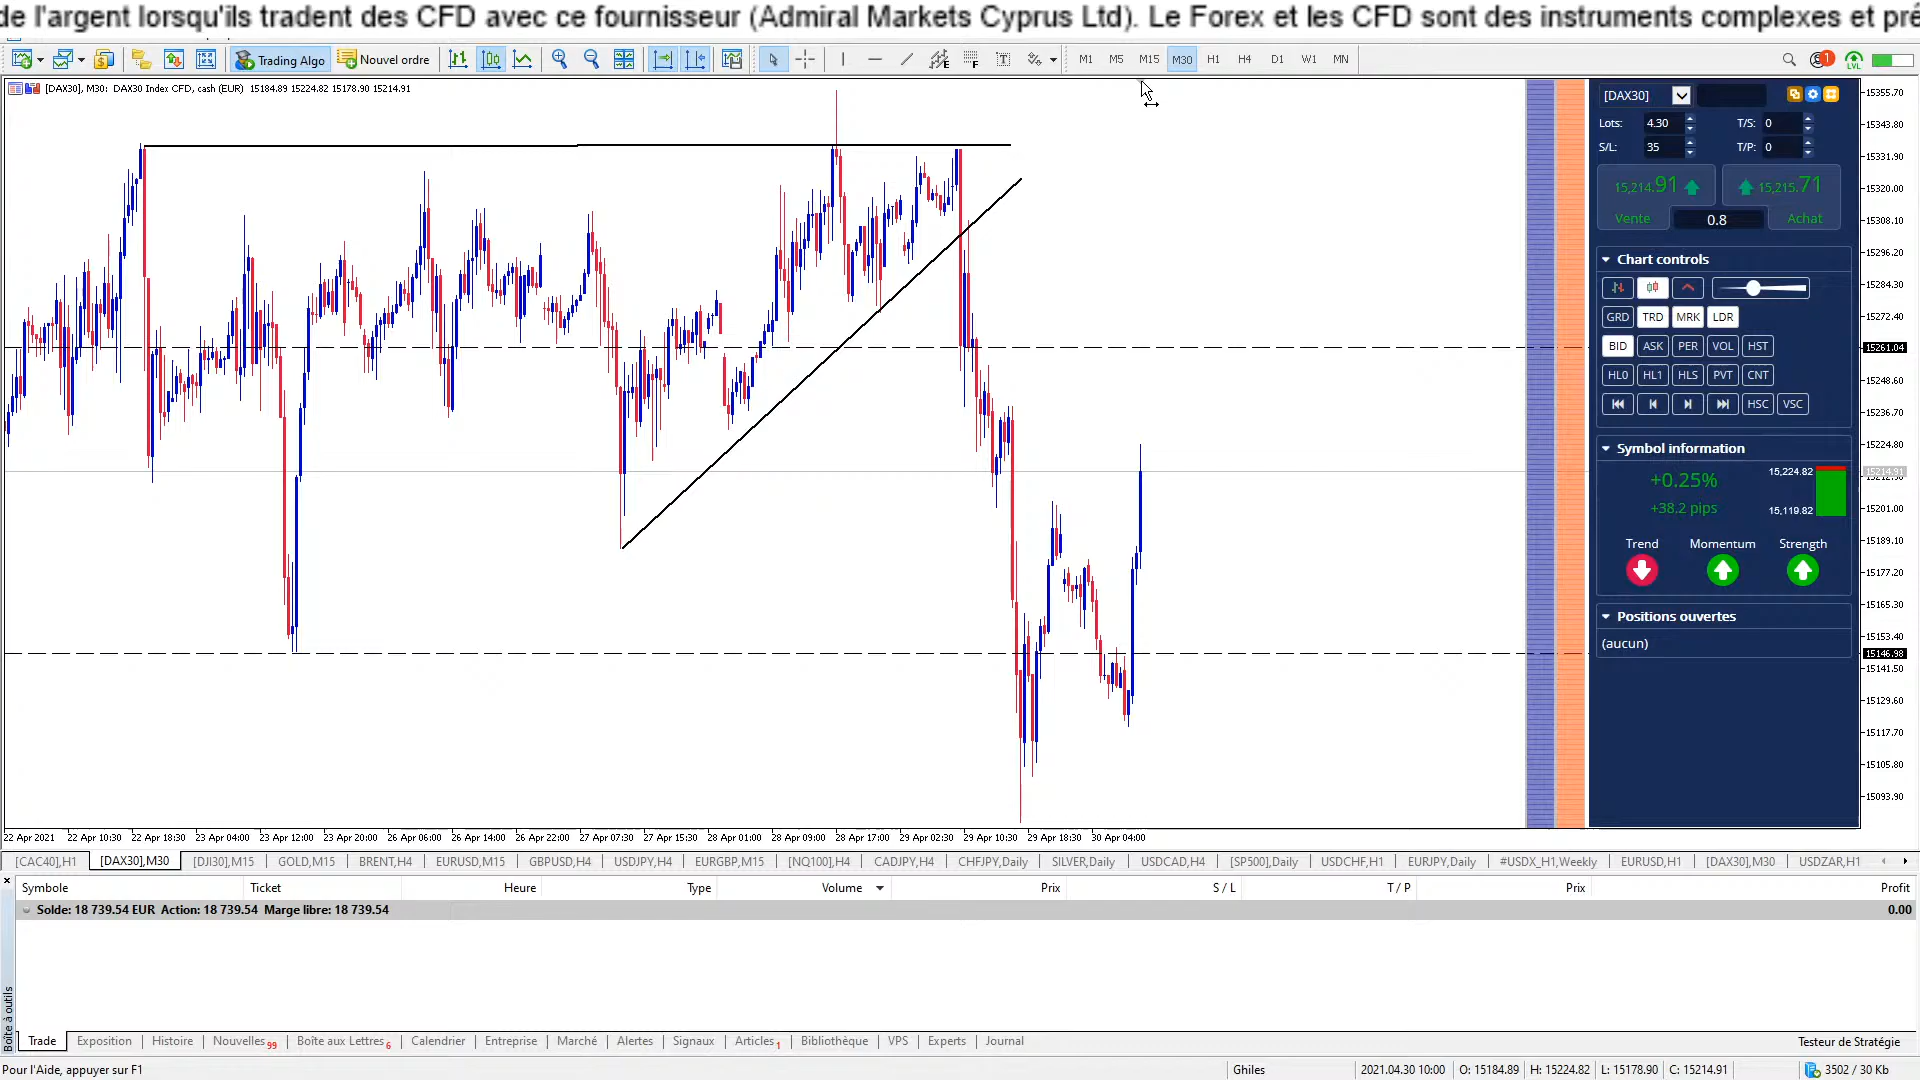 de l'argent lorsqu'ils tradent des CFD avec ce fournisseur (Admiral Markets Cyprus Ltd). Le Forex et les CFD sont des instruments complexes et pré
Trading Algo Nouvel ordre M1 M5 M15 M30 H1 H4 D1 W1 MN 1 LVL
[DAX30], M30: DAX30 Index CFD, cash (EUR) 15184.89 15224.82 15178.90 15214.91
15355.70
15343.80
15331.90
15320.00
15308.10
15296.20
15284.30
15272.40
15261.04
15248.60
15236.70
15224.80
15214.91
15201.00
15189.10
15177.20
15165.30
15153.40
15146.98
15141.50
15129.60
15117.70
15105.80
15093.90
[DAX30]
Lots: 4.30 T/S: 0
S/L: 35 T/P: 0
15,214.91 15,215.71
Vente 0.8 Achat
Chart controls
GRD TRD MRK LDR
BID ASK PER VOL HST
HL0 HL1 HLS PVT CNT
HSC VSC
Symbol information
+0.25% 15,224.82
+38.2 pips 15,119.82
Trend Momentum Strength
Positions ouvertes
(aucun)
22 Apr 2021 22 Apr 10:30 22 Apr 18:30 23 Apr 04:00 23 Apr 12:00 23 Apr 20:00 26 Apr 06:00 26 Apr 14:00 26 Apr 22:00 27 Apr 07:30 27 Apr 15:30 28 Apr 01:00 28 Apr 09:00 28 Apr 17:00 29 Apr 02:30 29 Apr 10:30 29 Apr 18:30 30 Apr 04:00
[CAC40],H1 [DAX30],M30 [DJI30],M15 GOLD,M15 BRENT,H4 EURUSD,M15 GBPUSD,H4 USDJPY,H4 EURGBP,M15 [NQ100],H4 CADJPY,H4 CHFJPY,Daily SILVER,Daily USDCAD,H4 [SP500],Daily USDCHF,H1 EURJPY,Daily #USDX_H1,Weekly EURUSD,H1 [DAX30],M30 USDZAR,H1
Symbole Ticket Heure Type Volume Prix S / L T / P Prix Profit
Solde: 18 739.54 EUR Action: 18 739.54 Marge libre: 18 739.54 0.00
Boîte à outils
Trade Exposition Histoire Nouvelles 99 Boîte aux Lettres 6 Calendrier Entreprise Marché Alertes Signaux Articles 1 Bibliothèque VPS Experts Journal Testeur de Stratégie
Pour l'Aide, appuyer sur F1 Ghiles 2021.04.30 10:00 O: 15184.89 H: 15224.82 L: 15178.90 C: 15214.91 3502 / 30 Kb